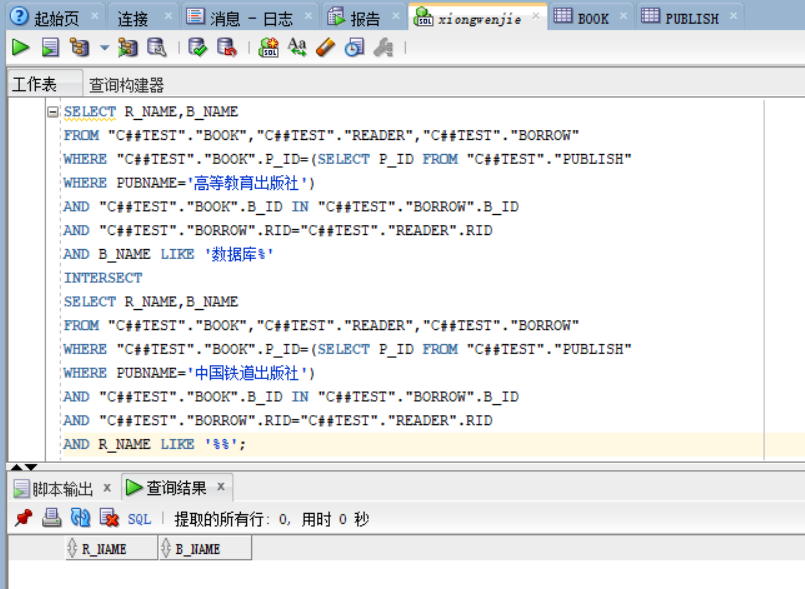 起始页 连接 消息 - 日志 报告 xiongwenjie BOOK PUBLISH
工作表 查询构建器
SELECT R_NAME,B_NAME
FROM "C##TEST"."BOOK","C##TEST"."READER","C##TEST"."BORROW"
WHERE "C##TEST"."BOOK".P_ID=(SELECT P_ID FROM "C##TEST"."PUBLISH"
WHERE PUBNAME='高等教育出版社')
AND "C##TEST"."BOOK".B_ID IN "C##TEST"."BORROW".B_ID
AND "C##TEST"."BORROW".RID="C##TEST"."READER".RID
AND B_NAME LIKE '数据库%'
INTERSECT
SELECT R_NAME,B_NAME
FROM "C##TEST"."BOOK","C##TEST"."READER","C##TEST"."BORROW"
WHERE "C##TEST"."BOOK".P_ID=(SELECT P_ID FROM "C##TEST"."PUBLISH"
WHERE PUBNAME='中国铁道出版社')
AND "C##TEST"."BOOK".B_ID IN "C##TEST"."BORROW".B_ID
AND "C##TEST"."BORROW".RID="C##TEST"."READER".RID
AND R_NAME LIKE '%%';
脚本输出 查询结果
SQL 提取的所有行: 0, 用时 0 秒
R_NAME B_NAME